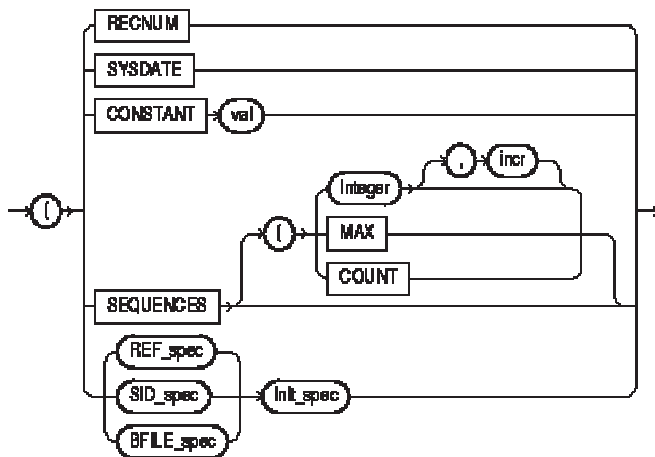 RECNUM
SYSDATE
CONSTANT val
( 
Integer , incr
( MAX
COUNT
SEQUENCES
REF_spec
SID_spec Init_spec
BFILE_spec